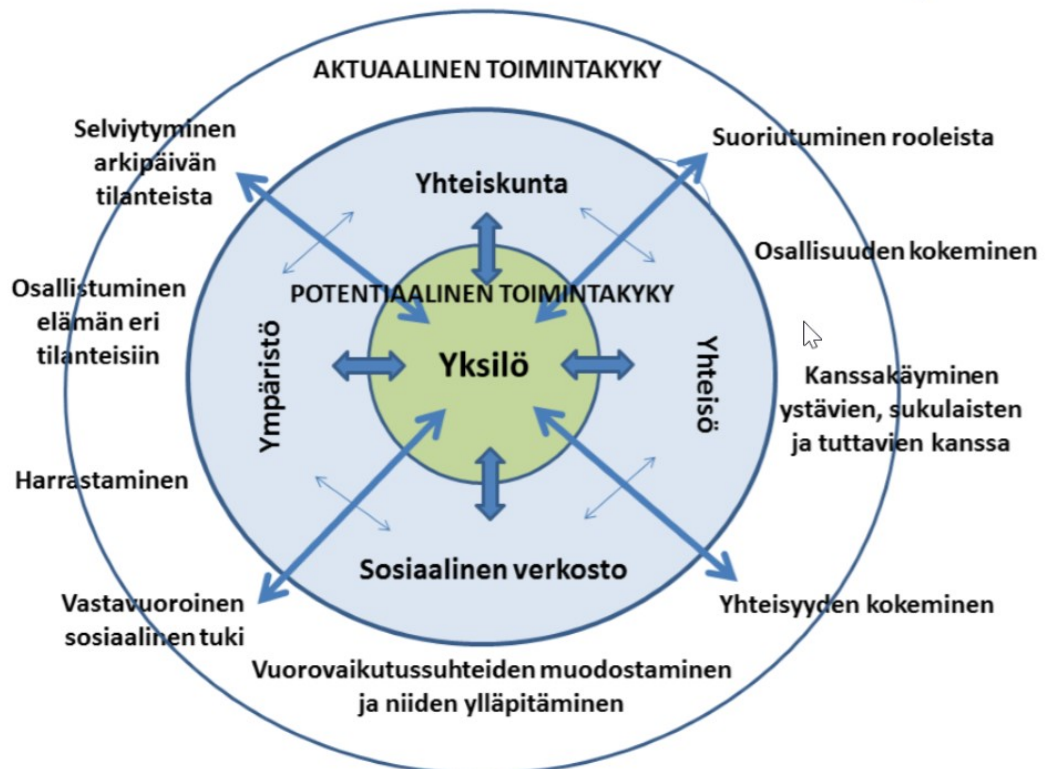 AKTUAALINEN TOIMINTAKYKY
Selviytyminen
arkipäivän
tilanteista
Suoriutuminen rooleista
Yhteiskunta
Osallisuuden kokeminen
Osallistuminen
elämän eri
tilanteisiin
POTENTIAALINEN TOIMINTAKYKY
Ympäristö
Yksilö
Yhteisö
Kanssakäyminen
ystävien, sukulaisten
ja tuttavien kanssa
Harrastaminen
Sosiaalinen verkosto
Vastavuoroinen
sosiaalinen tuki
Yhteisyyden kokeminen
Vuorovaikutussuhteiden muodostaminen
ja niiden ylläpitäminen